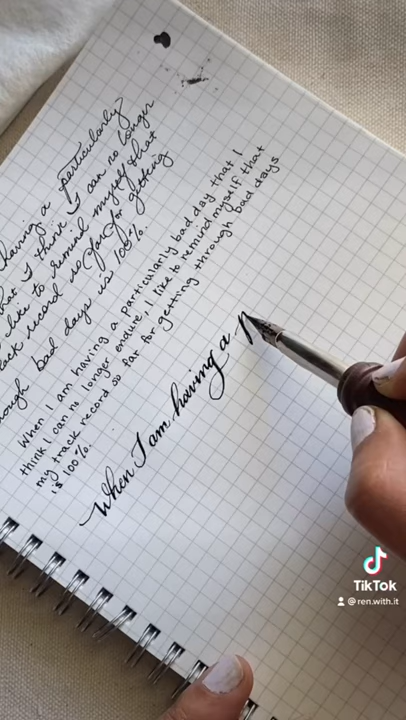 having a particularly
that I think I can no longer
I like to remind myself that
track record so far for getting
through bad days is 100%.
When I am having a particularly bad day that I
think I can no longer endure, I like to remind myself that
my track record so far for getting through bad days
is 100%.
When I am having a
TikTok
@ren.with.it